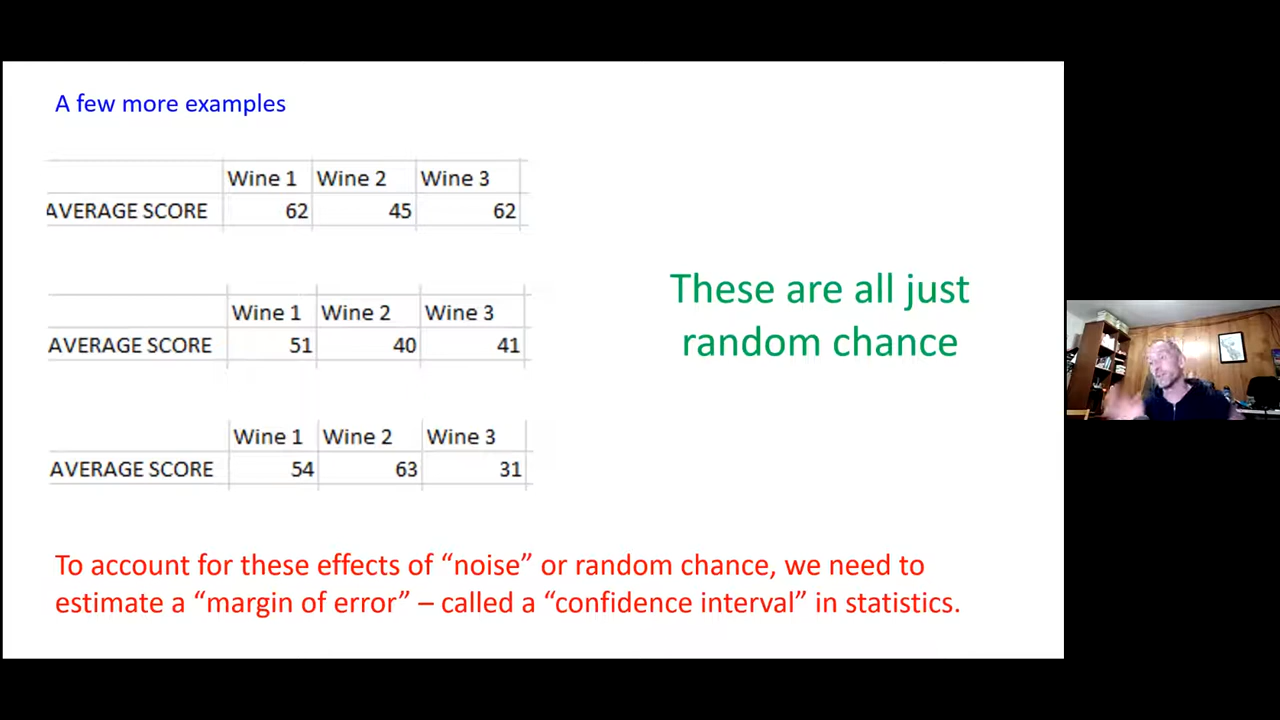 A few more examples
Wine 1 Wine 2 Wine 3
AVERAGE SCORE 62 45 62
Wine 1 Wine 2 Wine 3
AVERAGE SCORE 51 40 41
Wine 1 Wine 2 Wine 3
AVERAGE SCORE 54 63 31
These are all just
random chance
To account for these effects of “noise” or random chance, we need to
estimate a “margin of error” – called a “confidence interval” in statistics.